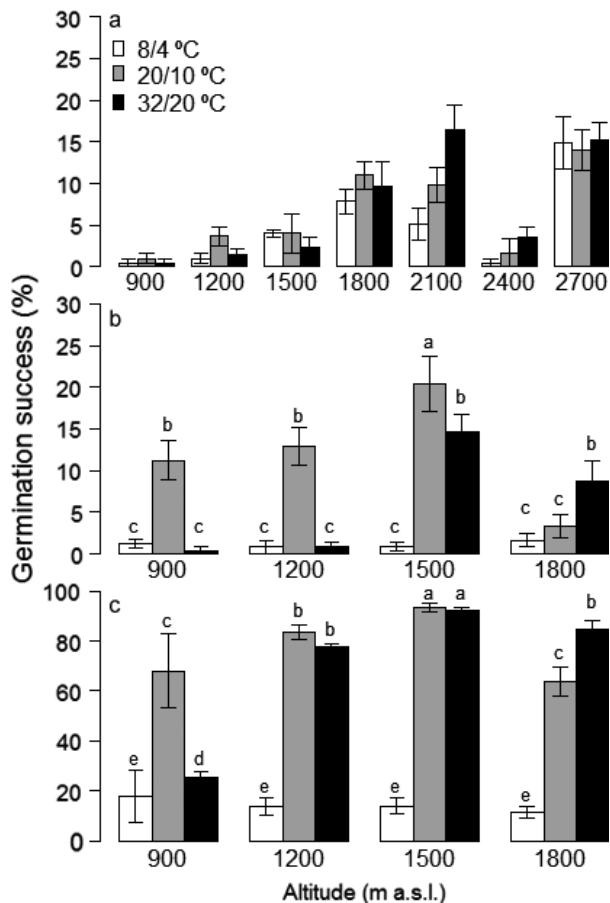 30
a
25
8/4 ºC
20/10 ºC
20
32/20 ºC
15
10
5
0
900 1200 1500 1800 2100 2400 2700
Germination success (%)
30
b
25
20
15
10
5
0
b c c
b c c
a b c
b c c
900 1200 1500 1800
100
c
80
60
40
20
0
e c d
e b b
e a a
e c b
900 1200 1500 1800
Altitude (m a.s.l.)